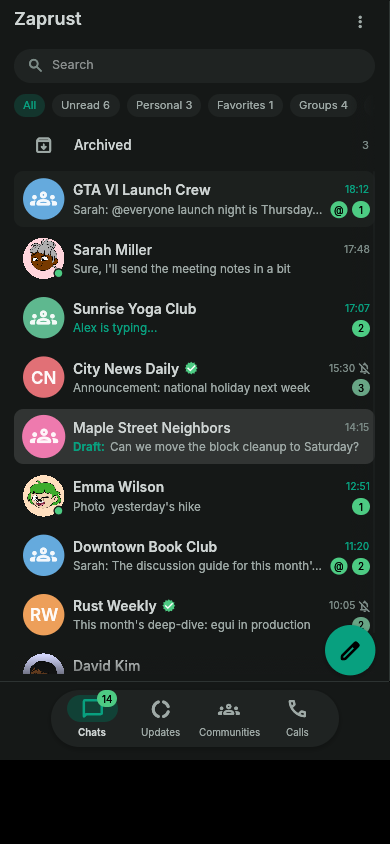 Zaprust
Search
All
Unread 6
Personal 3
Favorites 1
Groups 4
Archived
3
GTA VI Launch Crew
18:12
Sarah: @everyone launch night is Thursday...
@
1
Sarah Miller
17:48
Sure, I'll send the meeting notes in a bit
Sunrise Yoga Club
17:07
Alex is typing...
2
CN
City News Daily
15:30
Announcement: national holiday next week
3
Maple Street Neighbors
14:15
Draft: Can we move the block cleanup to Saturday?
Emma Wilson
12:51
Photo yesterday's hike
1
Downtown Book Club
11:20
Sarah: The discussion guide for this month'...
@
2
RW
Rust Weekly
10:05
This month's deep-dive: egui in production
2
David Kim
14
Chats
Updates
Communities
Calls